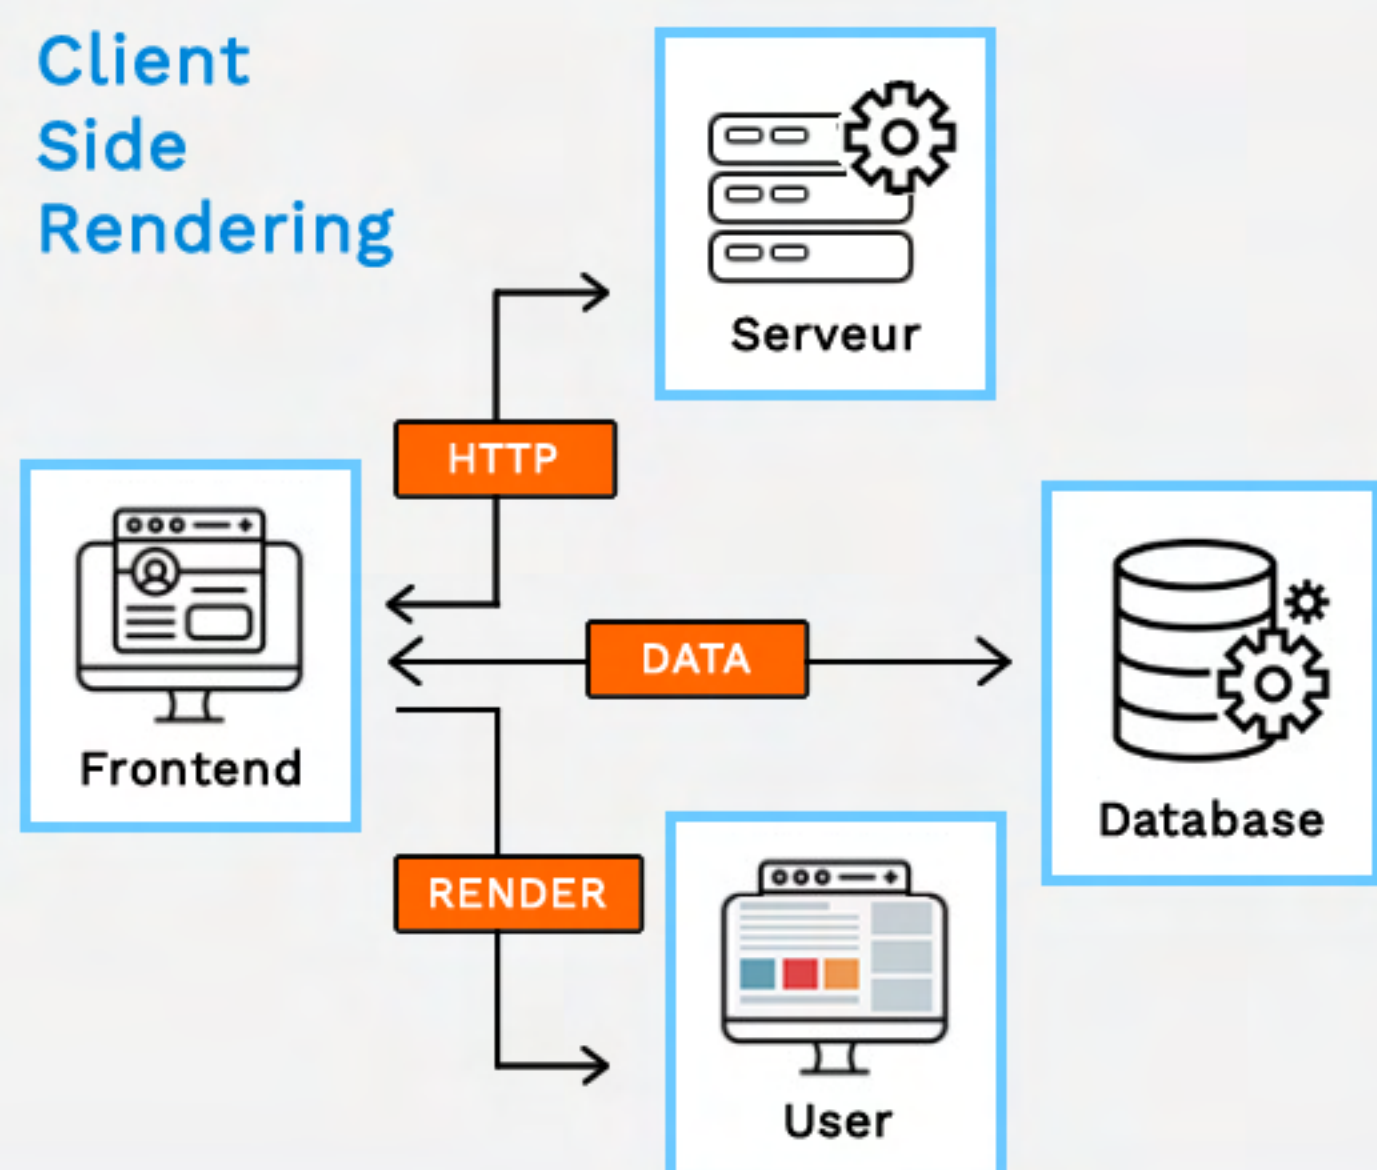 Client
Side
Rendering
Serveur
HTTP
Frontend
DATA
Database
RENDER
User